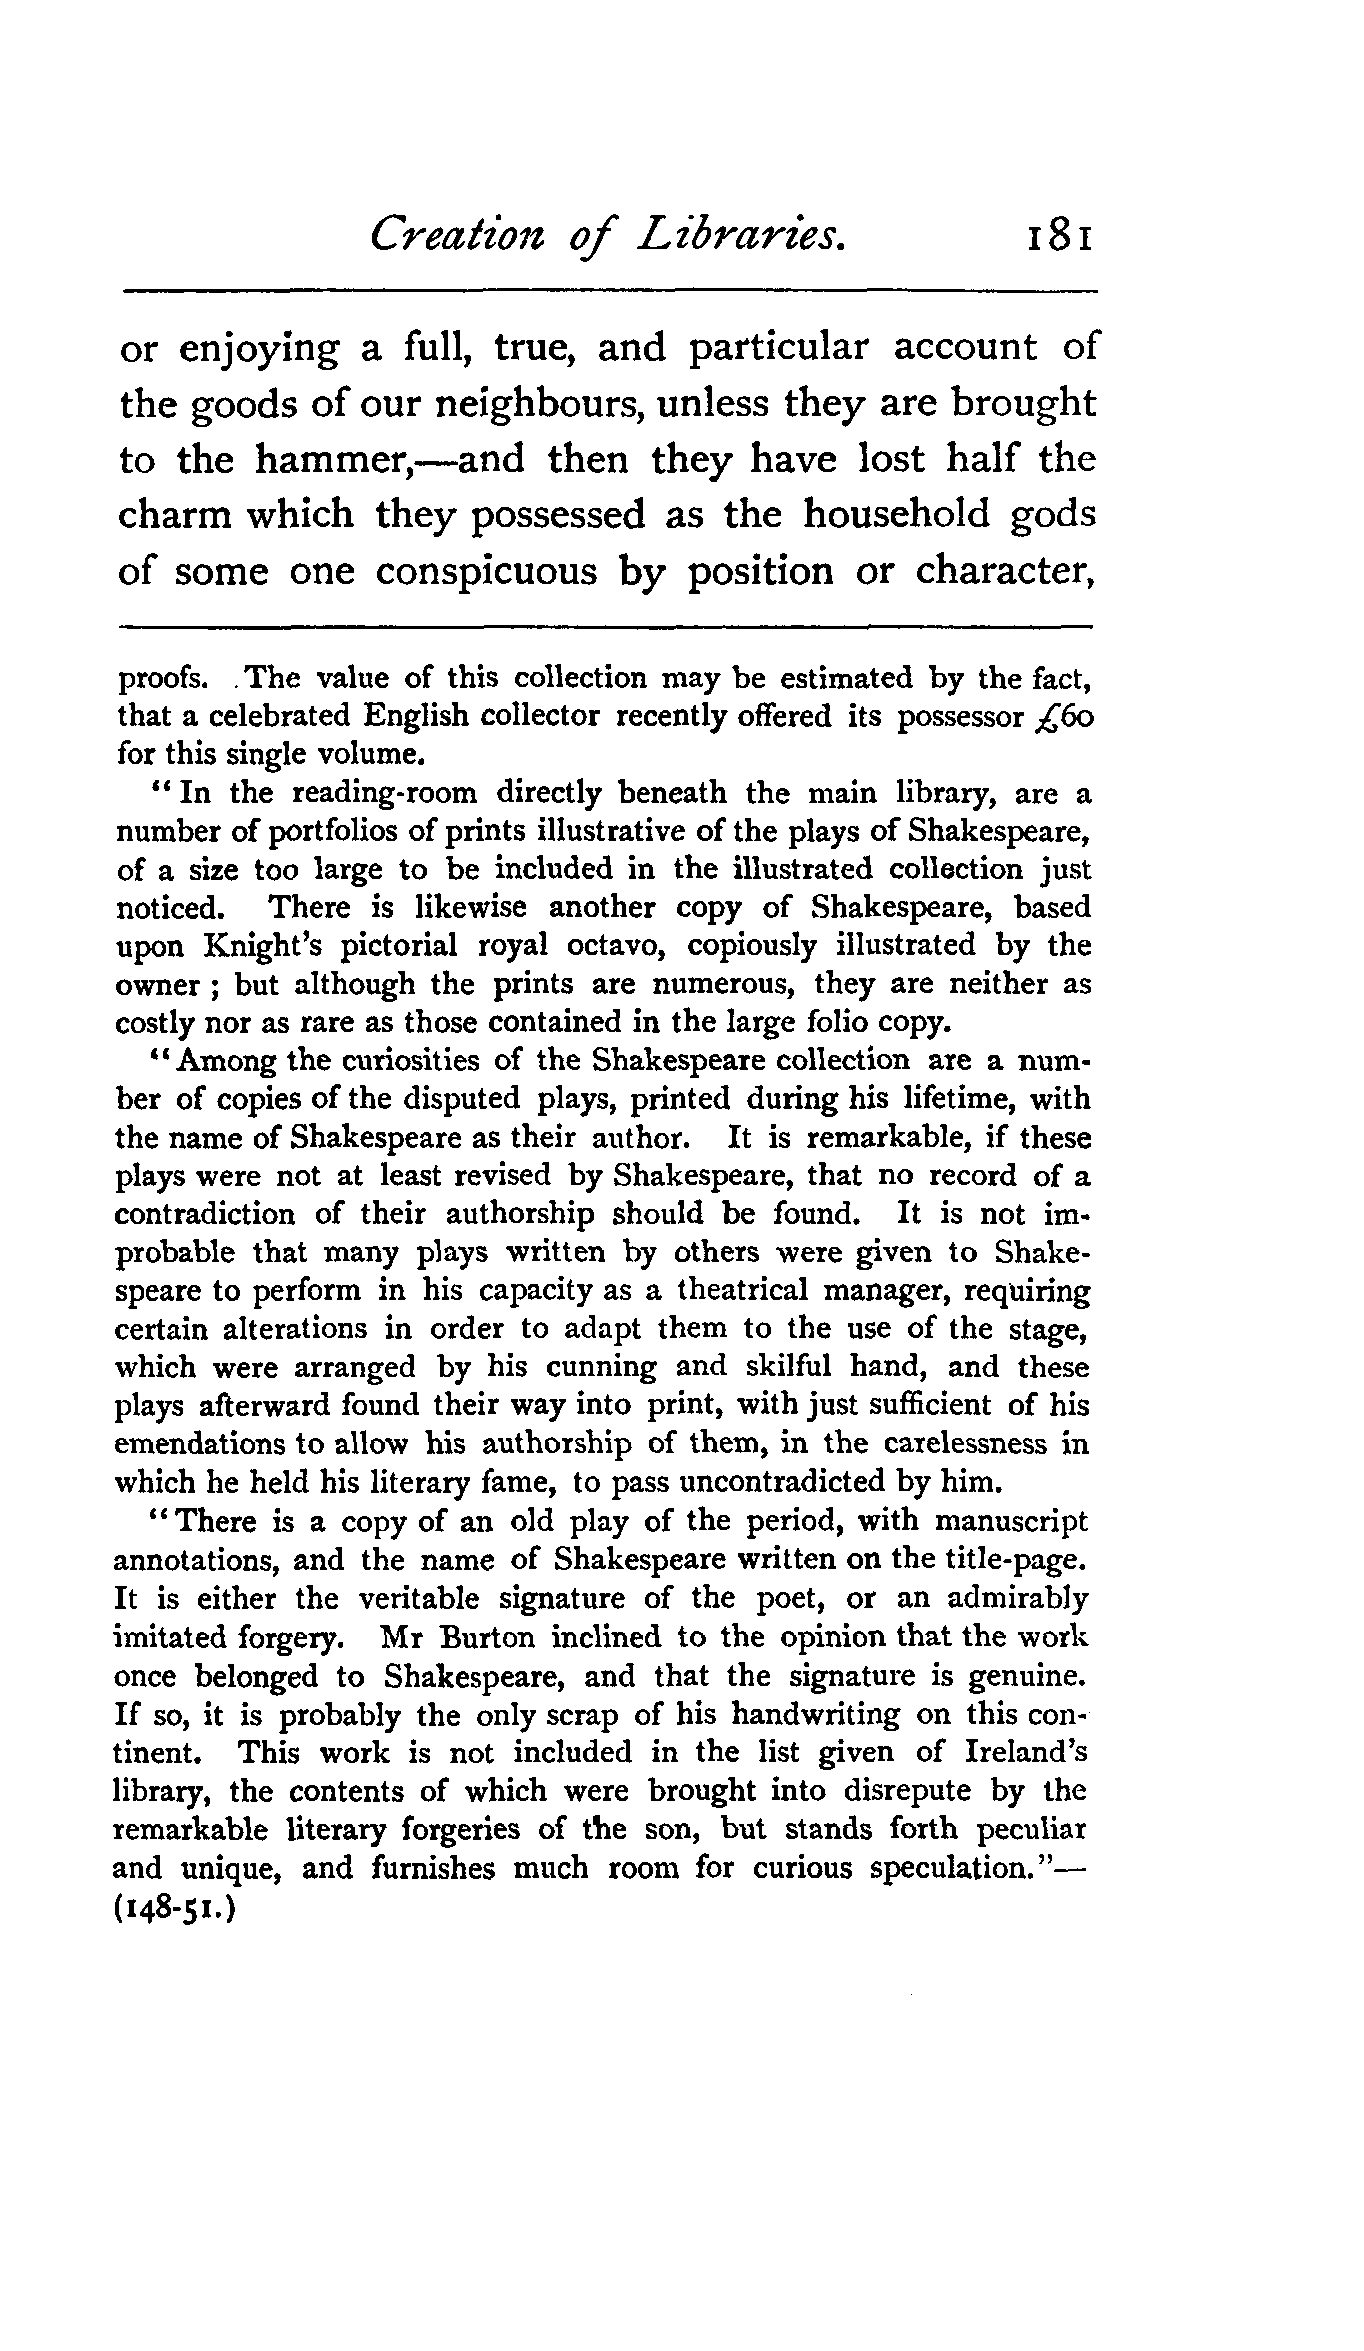 Creation of Libraries. 181
or enjoying a full, true, and particular account of
the goods of our neighbours, unless they are brought
to the hammer,—and then they have lost half the
charm which they possessed as the household gods
of some one conspicuous by position or character,
proofs. . The value of this collection may be estimated by the fact,
that a celebrated English collector recently offered its possessor £60
for this single volume.
“In the reading-room directly beneath the main library, are a
number of portfolios of prints illustrative of the plays of Shakespeare,
of a size too large to be included in the illustrated collection just
noticed. There is likewise another copy of Shakespeare, based
upon Knight's pictorial royal octavo, copiously illustrated by the
owner ; but although the prints are numerous, they are neither as
costly nor as rare as those contained in the large folio copy.
“Among the curiosities of the Shakespeare collection are a num-
ber of copies of the disputed plays, printed during his lifetime, with
the name of Shakespeare as their author. It is remarkable, if these
plays were not at least revised by Shakespeare, that no record of a
contradiction of their authorship should be found. It is not im-
probable that many plays written by others were given to Shake-
speare to perform in his capacity as a theatrical manager, requiring
certain alterations in order to adapt them to the use of the stage,
which were arranged by his cunning and skilful hand, and these
plays afterward found their way into print, with just sufficient of his
emendations to allow his authorship of them, in the carelessness in
which he held his literary fame, to pass uncontradicted by him.
“There is a copy of an old play of the period, with manuscript
annotations, and the name of Shakespeare written on the title-page.
It is either the veritable signature of the poet, or an admirably
imitated forgery. Mr Burton inclined to the opinion that the work
once belonged to Shakespeare, and that the signature is genuine.
If so, it is probably the only scrap of his handwriting on this con-
tinent. This work is not included in the list given of Ireland's
library, the contents of which were brought into disrepute by the
remarkable literary forgeries of the son, but stands forth peculiar
and unique, and furnishes much room for curious speculation.”—
(148-51.)